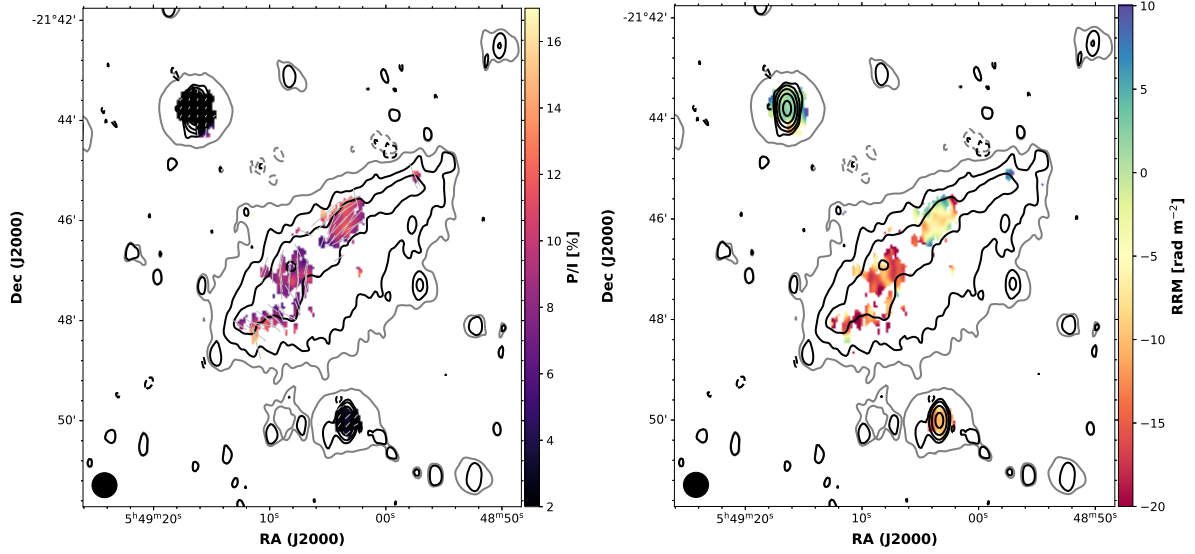 -21°42'
44'
46'
48'
50'
Dec (J2000)
5ʰ49ᵐ20ˢ
10ˢ
00ˢ
48ᵐ50ˢ
RA (J2000)
16
14
12
10
8
6
4
2
P/I [%]
-21°42'
44'
46'
48'
50'
Dec (J2000)
5ʰ49ᵐ20ˢ
10ˢ
00ˢ
48ᵐ50ˢ
RA (J2000)
10
5
0
−5
−10
−15
−20
RRM [rad m⁻²]